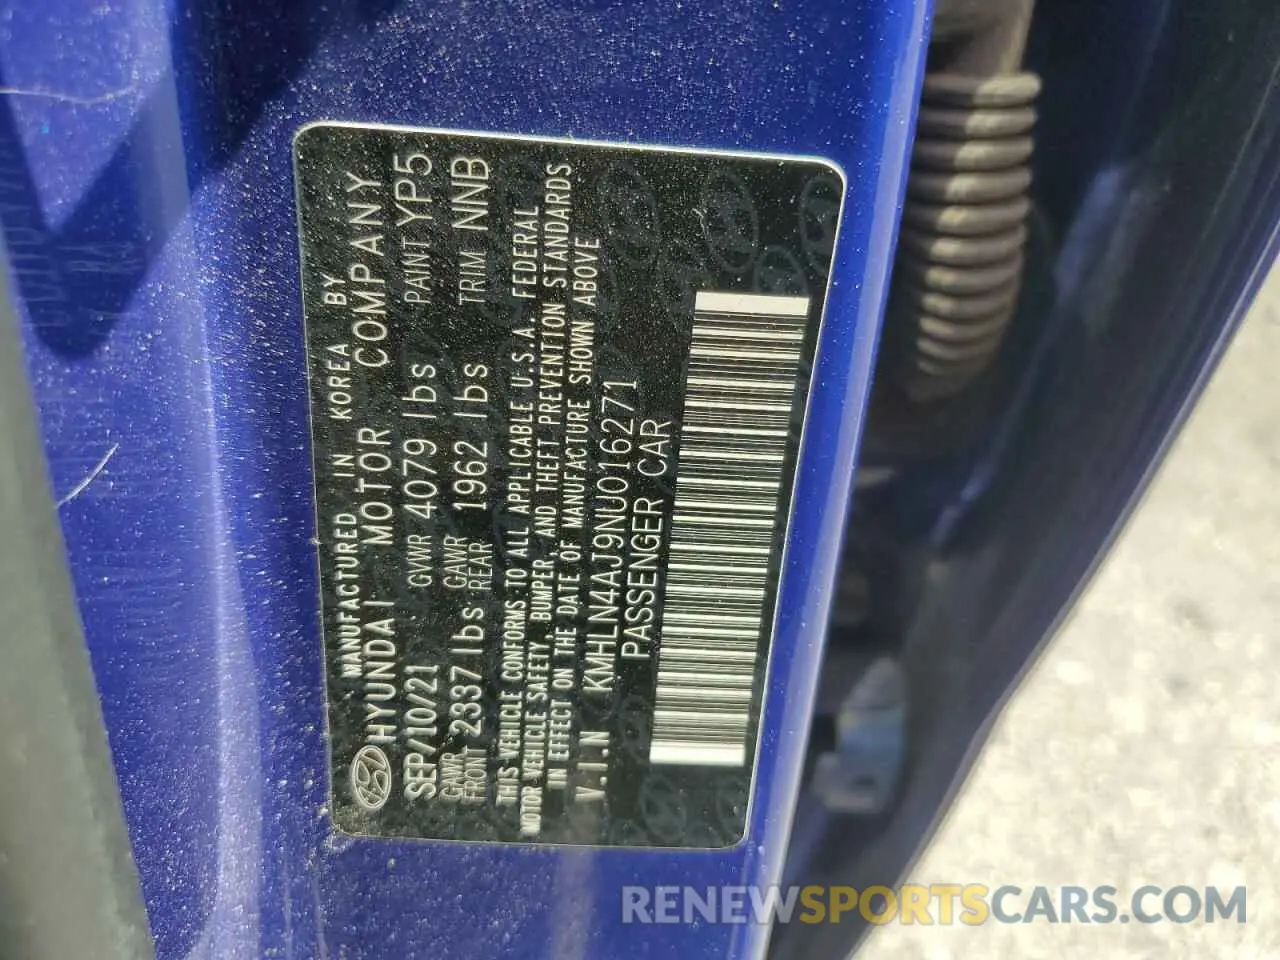 MANUFACTURED IN KOREA BY
HYUNDAI MOTOR COMPANY
SEP/10/21 GVWR 4079 lbs PAINT YP5
GAWR FRONT 2337 lbs GAWR REAR 1962 lbs TRIM NNB
THIS VEHICLE CONFORMS TO ALL APPLICABLE U.S.A. FEDERAL
MOTOR VEHICLE SAFETY, BUMPER, AND THEFT PREVENTION STANDARDS
IN EFFECT ON THE DATE OF MANUFACTURE SHOWN ABOVE
V.I.N KMHLN4AJ9NU016271
PASSENGER CAR
RENEWSPORTSCARS.COM